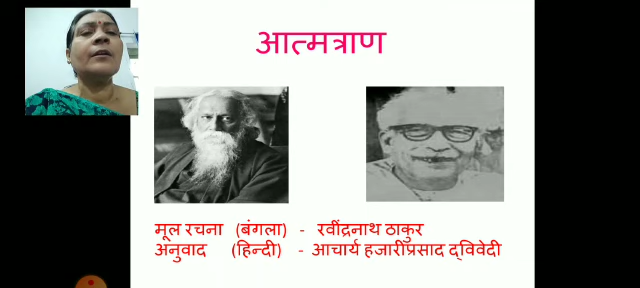 आत्मत्राण
मूल रचना (बंगला) - रवींद्रनाथ ठाकुर
अनुवाद (हिन्दी) - आचार्य हजारीप्रसाद द्विवेदी